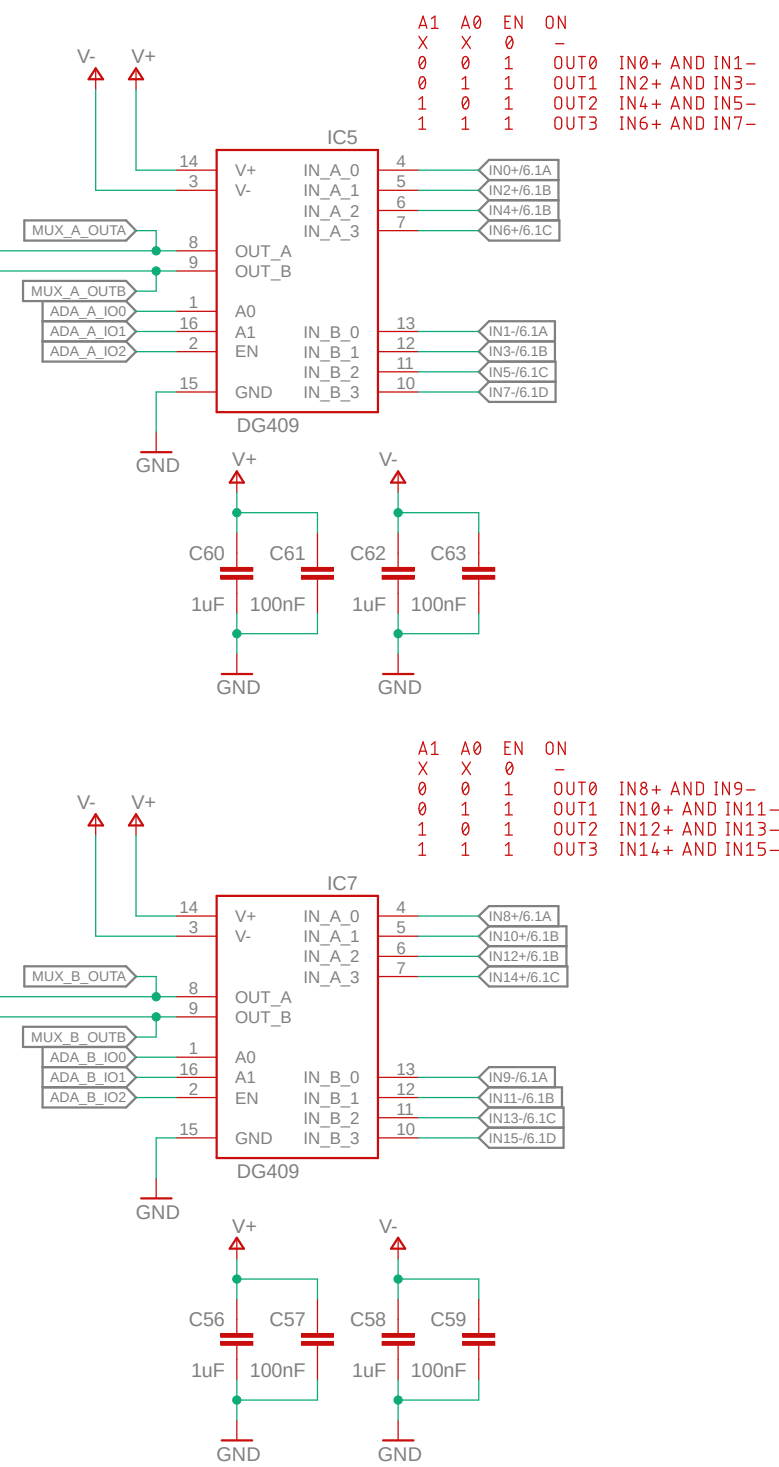 A1 A0 EN ON
X X 0 -
0 0 1 OUT0 IN0+ AND IN1-
0 1 1 OUT1 IN2+ AND IN3-
1 0 1 OUT2 IN4+ AND IN5-
1 1 1 OUT3 IN6+ AND IN7-
V- V+
IC5
14 V+ IN_A_0 4 IN0+/6.1A
3 V- IN_A_1 5 IN2+/6.1B
IN_A_2 6 IN4+/6.1B
MUX_A_OUTA IN_A_3 7 IN6+/6.1C
8 OUT_A
9 OUT_B
MUX_A_OUTB
ADA_A_IO0 1 A0
ADA_A_IO1 16 A1 IN_B_0 13 IN1-/6.1A
ADA_A_IO2 2 EN IN_B_1 12 IN3-/6.1B
IN_B_2 11 IN5-/6.1C
15 GND IN_B_3 10 IN7-/6.1D
DG409
GND
V+ V-
C60 C61 C62 C63
1uF 100nF 1uF 100nF
GND GND
A1 A0 EN ON
X X 0 -
0 0 1 OUT0 IN8+ AND IN9-
0 1 1 OUT1 IN10+ AND IN11-
1 0 1 OUT2 IN12+ AND IN13-
1 1 1 OUT3 IN14+ AND IN15-
V- V+
IC7
14 V+ IN_A_0 4 IN8+/6.1A
3 V- IN_A_1 5 IN10+/6.1B
IN_A_2 6 IN12+/6.1B
MUX_B_OUTA IN_A_3 7 IN14+/6.1C
8 OUT_A
9 OUT_B
MUX_B_OUTB
ADA_B_IO0 1 A0
ADA_B_IO1 16 A1 IN_B_0 13 IN9-/6.1A
ADA_B_IO2 2 EN IN_B_1 12 IN11-/6.1B
IN_B_2 11 IN13-/6.1C
15 GND IN_B_3 10 IN15-/6.1D
DG409
GND
V+ V-
C56 C57 C58 C59
1uF 100nF 1uF 100nF
GND GND